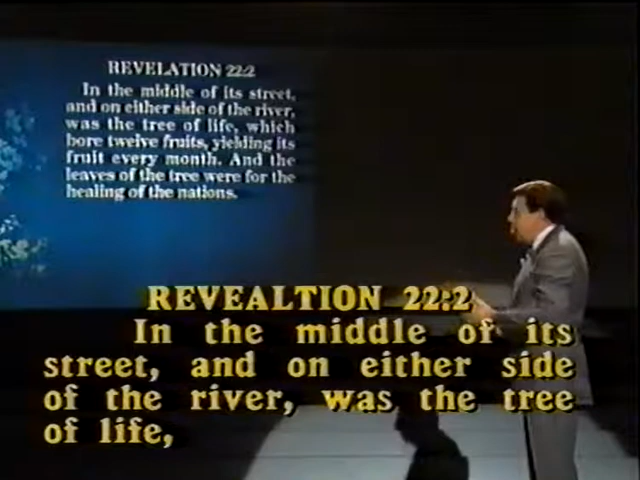 REVELATION 22:2
In the middle of its street,
and on either side of the river,
was the tree of life, which
bore twelve fruits, yielding its
fruit every month. And the
leaves of the tree were for the
healing of the nations.
REVEALTION 22:2
In the middle of its
street, and on either side
of the river, was the tree
of life,